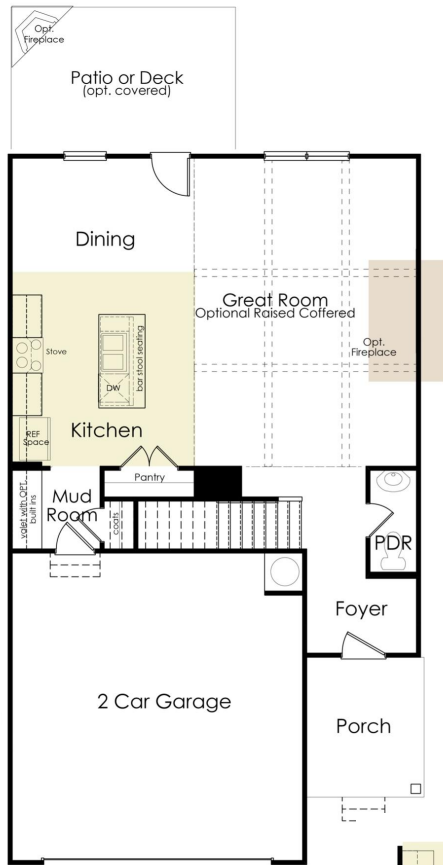 Opt.
Fireplace
Patio or Deck
(opt. covered)
Dining
Great Room
Optional Raised Coffered
Opt.
Fireplace
Stove
bar stool seating
DW
REF
Space
Kitchen
Pantry
valet with OPT.
built ins
Mud
Room
coats
PDR
Foyer
2 Car Garage
Porch